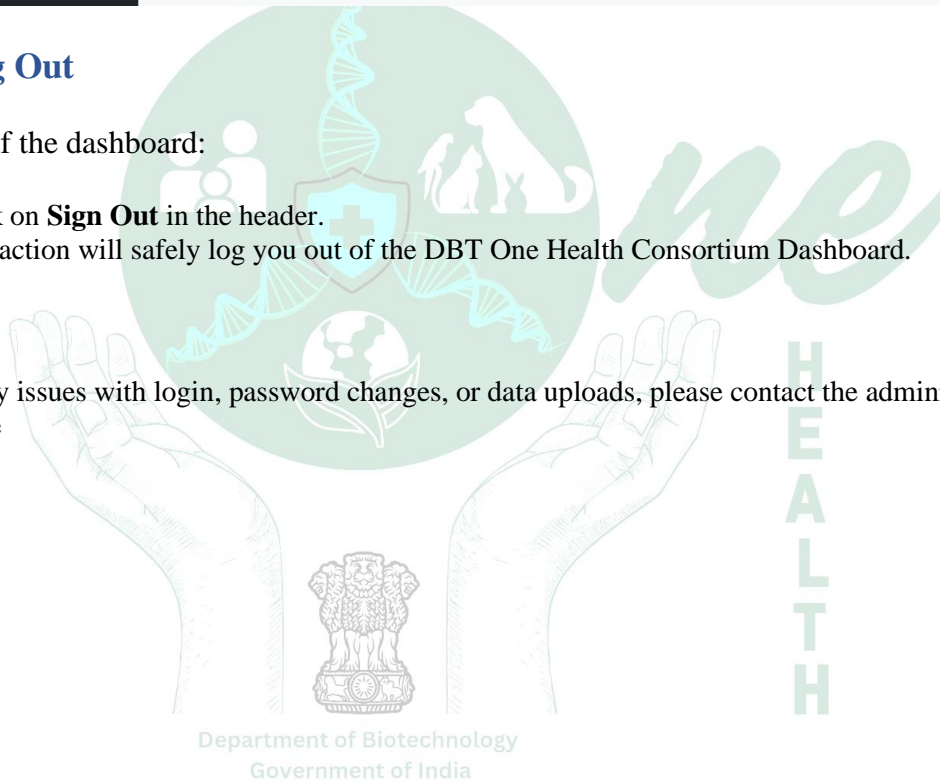 g Out
f the dashboard:
k on Sign Out in the header.
action will safely log you out of the DBT One Health Consortium Dashboard.
y issues with login, password changes, or data uploads, please contact the admin
ne
HEALTH
Department of Biotechnology
Government of India